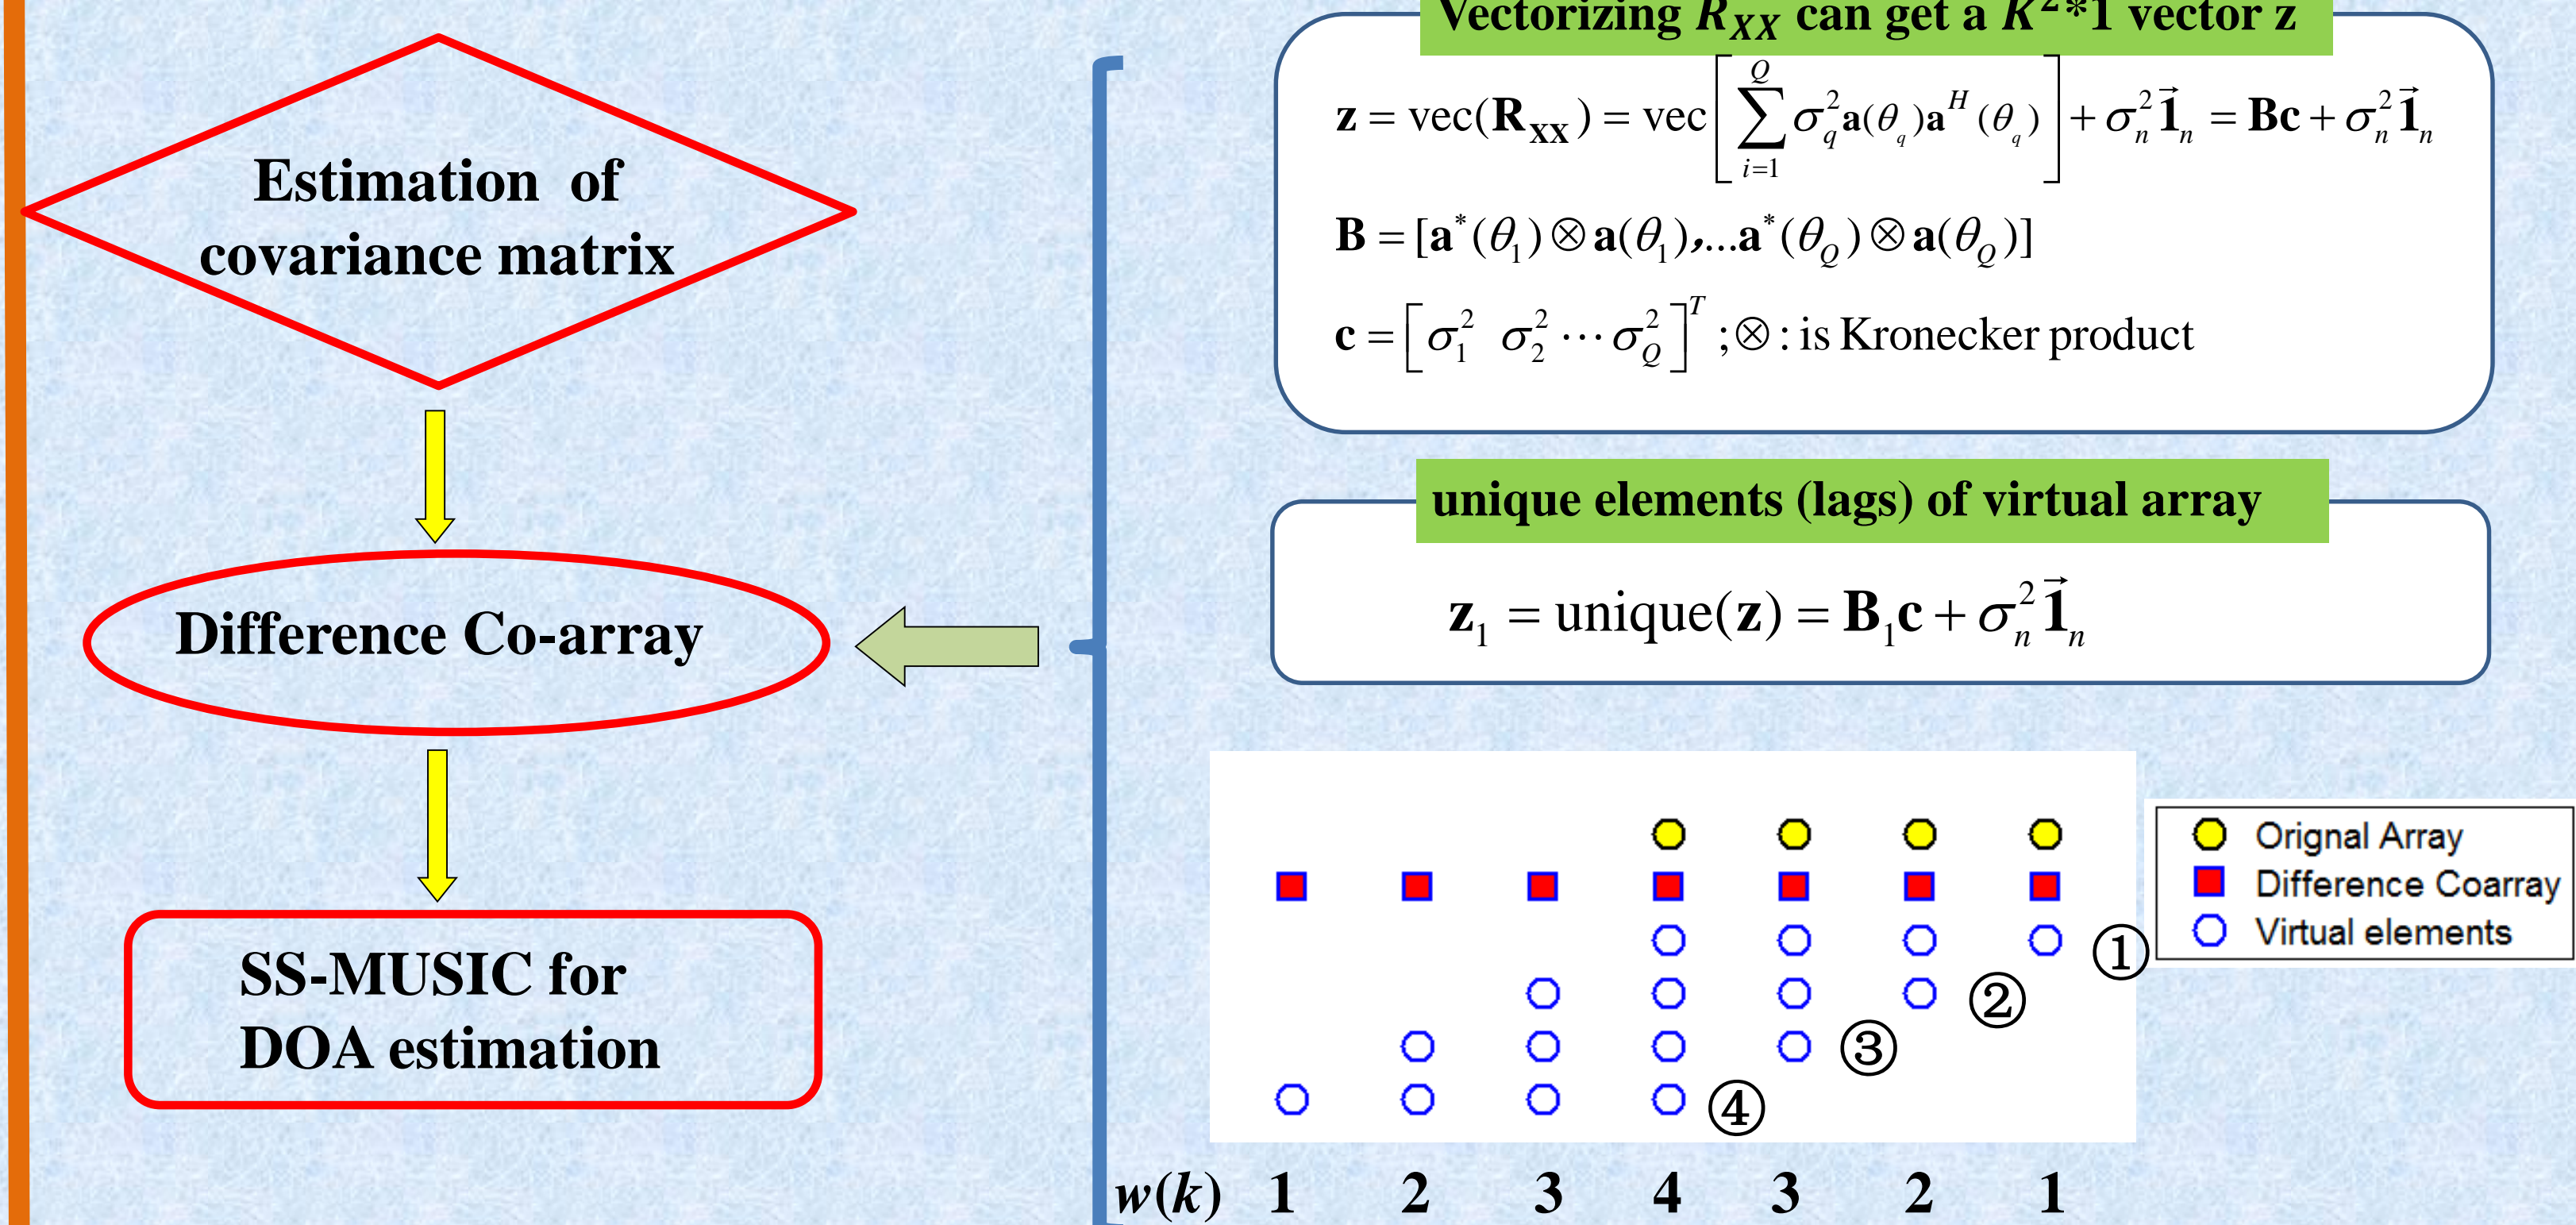 Estimation of
covariance matrix
Difference Co-array
SS-MUSIC for
DOA estimation
Vectorizing R_XX can get a K²*1 vector z
z = vec(R_XX) = vec[∑_{i=1}^{Q} σ_q² a(θ_q)a^H(θ_q)] + σ_n² 1⃗_n = Bc + σ_n² 1⃗_n
B = [a*(θ_1) ⊗ a(θ_1),...a*(θ_Q) ⊗ a(θ_Q)]
c = [σ_1² σ_2² ⋯ σ_Q²]^T ;⊗ : is Kronecker product
unique elements (lags) of virtual array
z_1 = unique(z) = B_1c + σ_n² 1⃗_n
Orignal Array
Difference Coarray
Virtual elements
①
②
③
④
w(k) 1 2 3 4 3 2 1